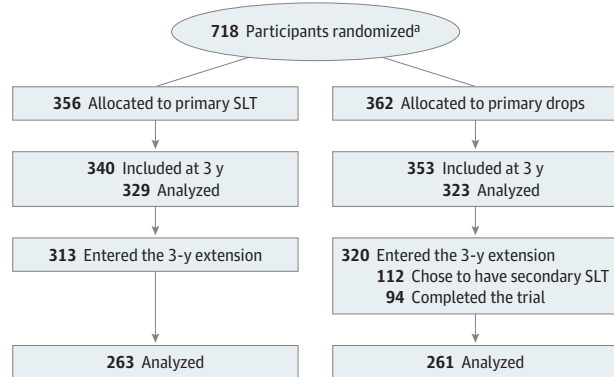 718 Participants randomizedª
356 Allocated to primary SLT
362 Allocated to primary drops
340 Included at 3 y
329 Analyzed
353 Included at 3 y
323 Analyzed
313 Entered the 3-y extension
320 Entered the 3-y extension
112 Chose to have secondary SLT
94 Completed the trial
263 Analyzed
261 Analyzed